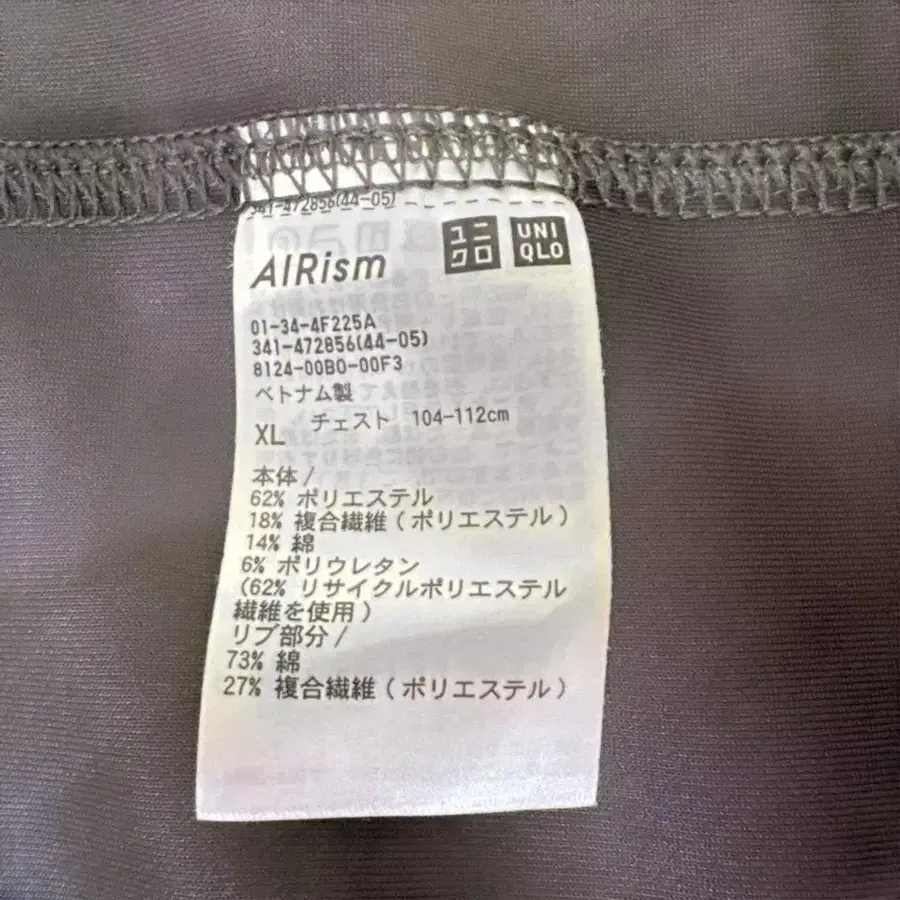 341-472856(44-05)
ユニ
クロ
UNI
QLO
AIRism
01-34-4F225A
341-472856(44-05)
8124-00B0-00F3
ベトナム製
XL チェスト 104-112cm
本体/
62% ポリエステル
18% 複合繊維(ポリエステル)
14% 綿
6% ポリウレタン
(62% リサイクルポリエステル
繊維を使用)
リブ部分/
73% 綿
27% 複合繊維(ポリエステル)